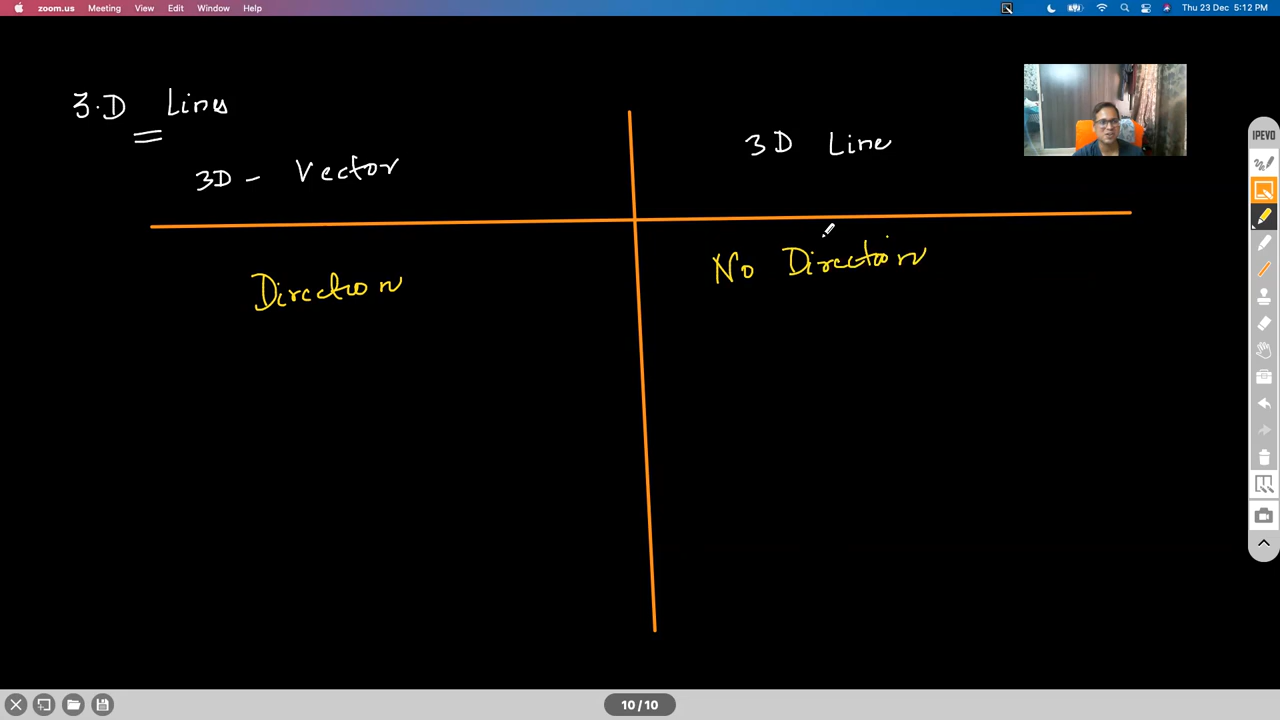 zoom.us Meeting View Edit Window Help Thu 23 Dec 5:12 PM
3.D Lines
3D - Vector
3D Line
Direction
No Direction
IPEVO
10/10